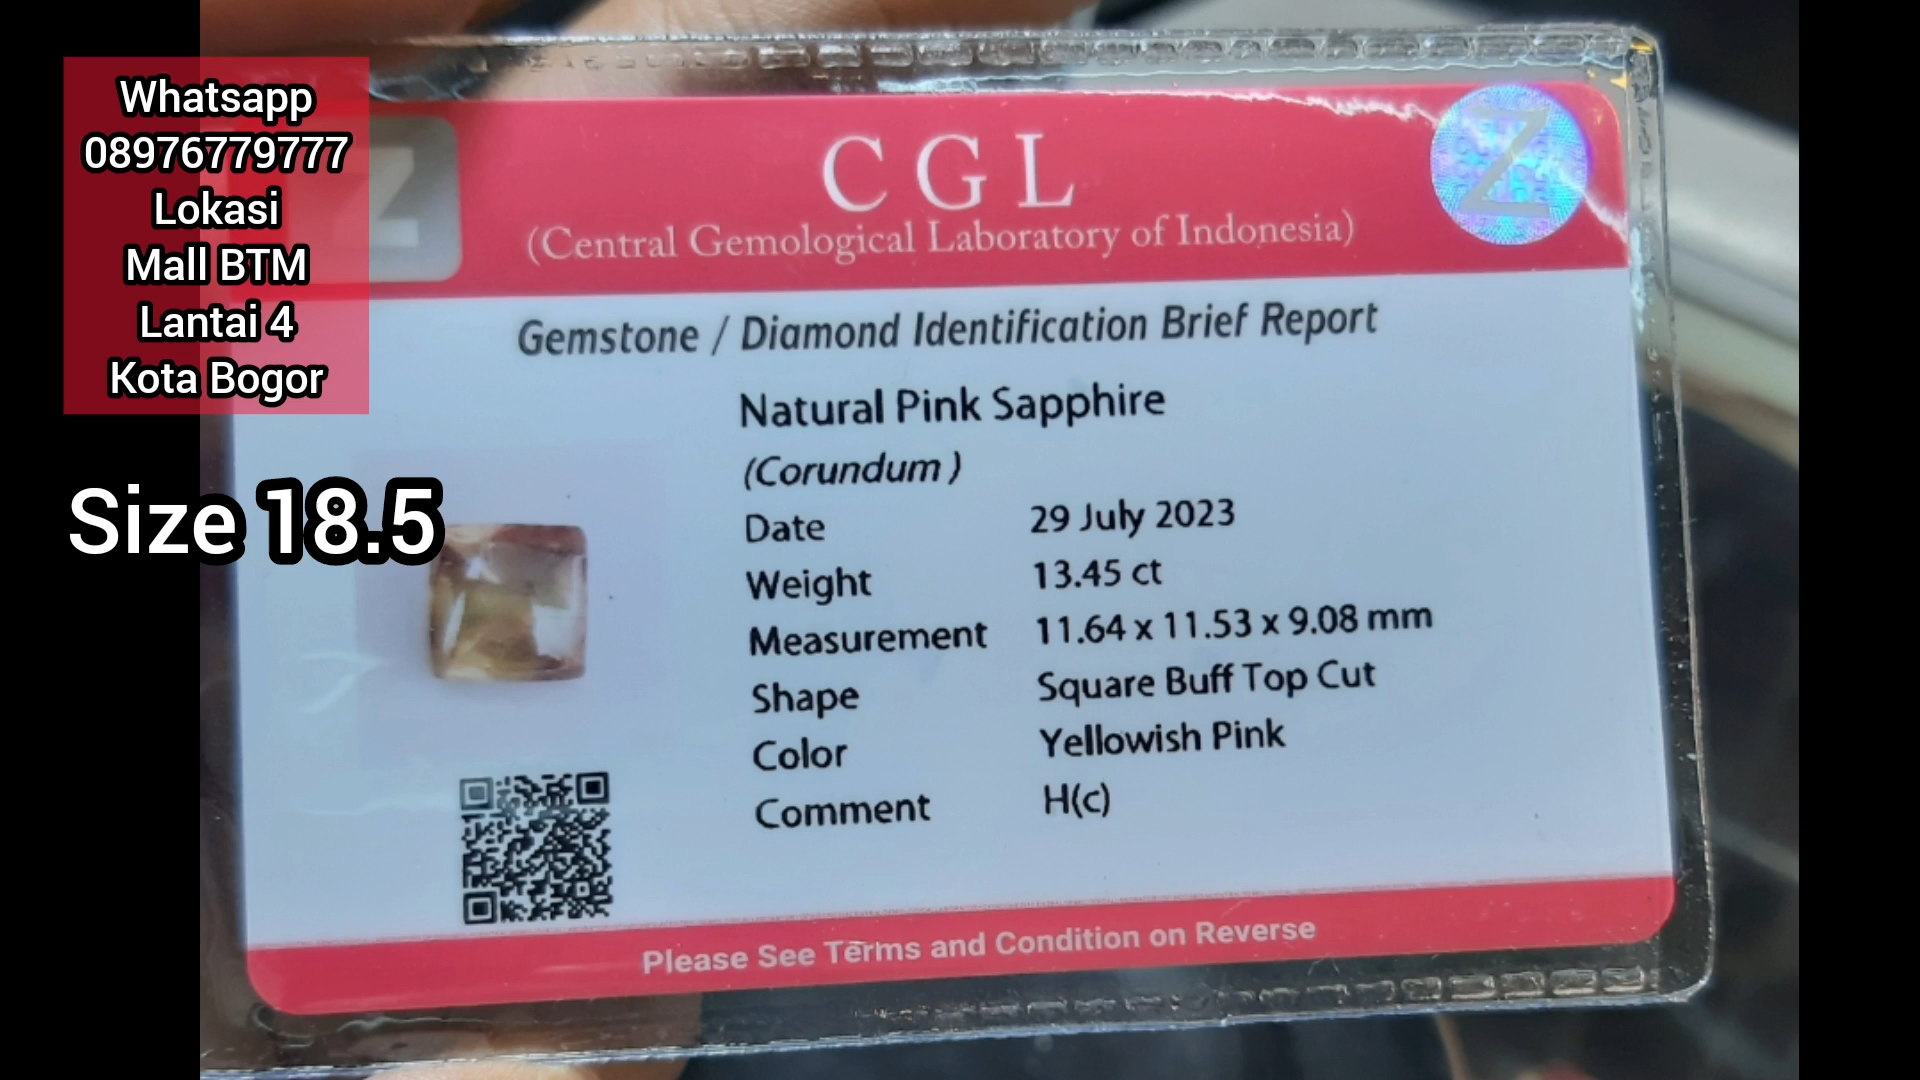 Whatsapp
08976779777
Lokasi
Mall BTM
Lantai 4
Kota Bogor
Size 18.5
Z
C G L
Z
(Central Gemological Laboratory of Indonesia)
Gemstone / Diamond Identification Brief Report
Natural Pink Sapphire
(Corundum )
Date 29 July 2023
Weight 13.45 ct
Measurement 11.64 x 11.53 x 9.08 mm
Shape Square Buff Top Cut
Color Yellowish Pink
Comment H(c)
Please See Terms and Condition on Reverse